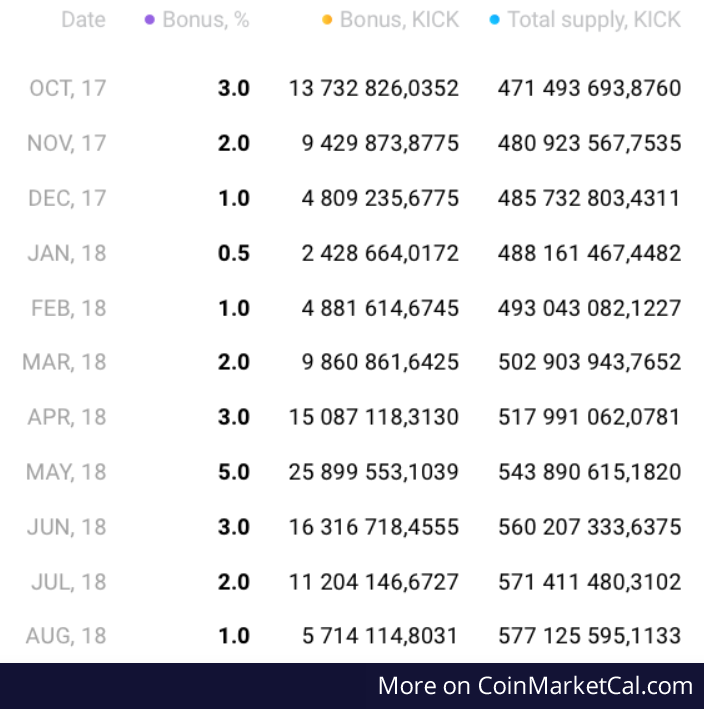 Date Bonus, % Bonus, KICK Total supply, KICK
OCT, 17 3.0 13 732 826,0352 471 493 693,8760
NOV, 17 2.0 9 429 873,8775 480 923 567,7535
DEC, 17 1.0 4 809 235,6775 485 732 803,4311
JAN, 18 0.5 2 428 664,0172 488 161 467,4482
FEB, 18 1.0 4 881 614,6745 493 043 082,1227
MAR, 18 2.0 9 860 861,6425 502 903 943,7652
APR, 18 3.0 15 087 118,3130 517 991 062,0781
MAY, 18 5.0 25 899 553,1039 543 890 615,1820
JUN, 18 3.0 16 316 718,4555 560 207 333,6375
JUL, 18 2.0 11 204 146,6727 571 411 480,3102
AUG, 18 1.0 5 714 114,8031 577 125 595,1133
More on CoinMarketCal.com